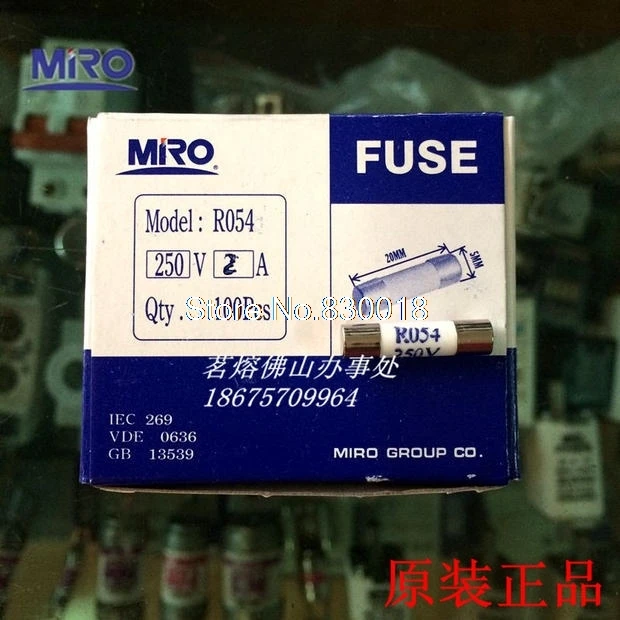 MIRO
MIRO®
FUSE
Model: R054
250 V 2 A
Qty. 100Pcs
20MM
5MM
Store No.: 830018
R054
250V
茗熔佛山办事处
18675709964
IEC 269
VDE 0636
GB 13539
MIRO GROUP CO.
原装正品